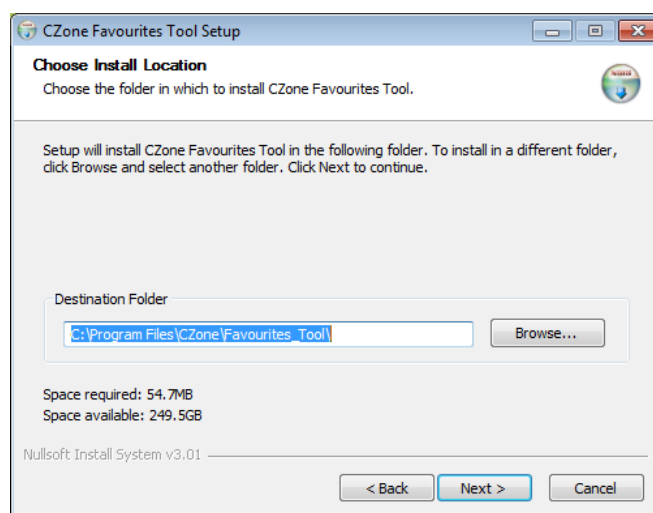 CZone Favourites Tool Setup
Choose Install Location
Choose the folder in which to install CZone Favourites Tool.
Setup will install CZone Favourites Tool in the following folder. To install in a different folder,
click Browse and select another folder. Click Next to continue.
Destination Folder
C:\Program Files\CZone\Favourites_Tool\
Browse...
Space required: 54.7MB
Space available: 249.5GB
Nullsoft Install System v3.01
< Back
Next >
Cancel